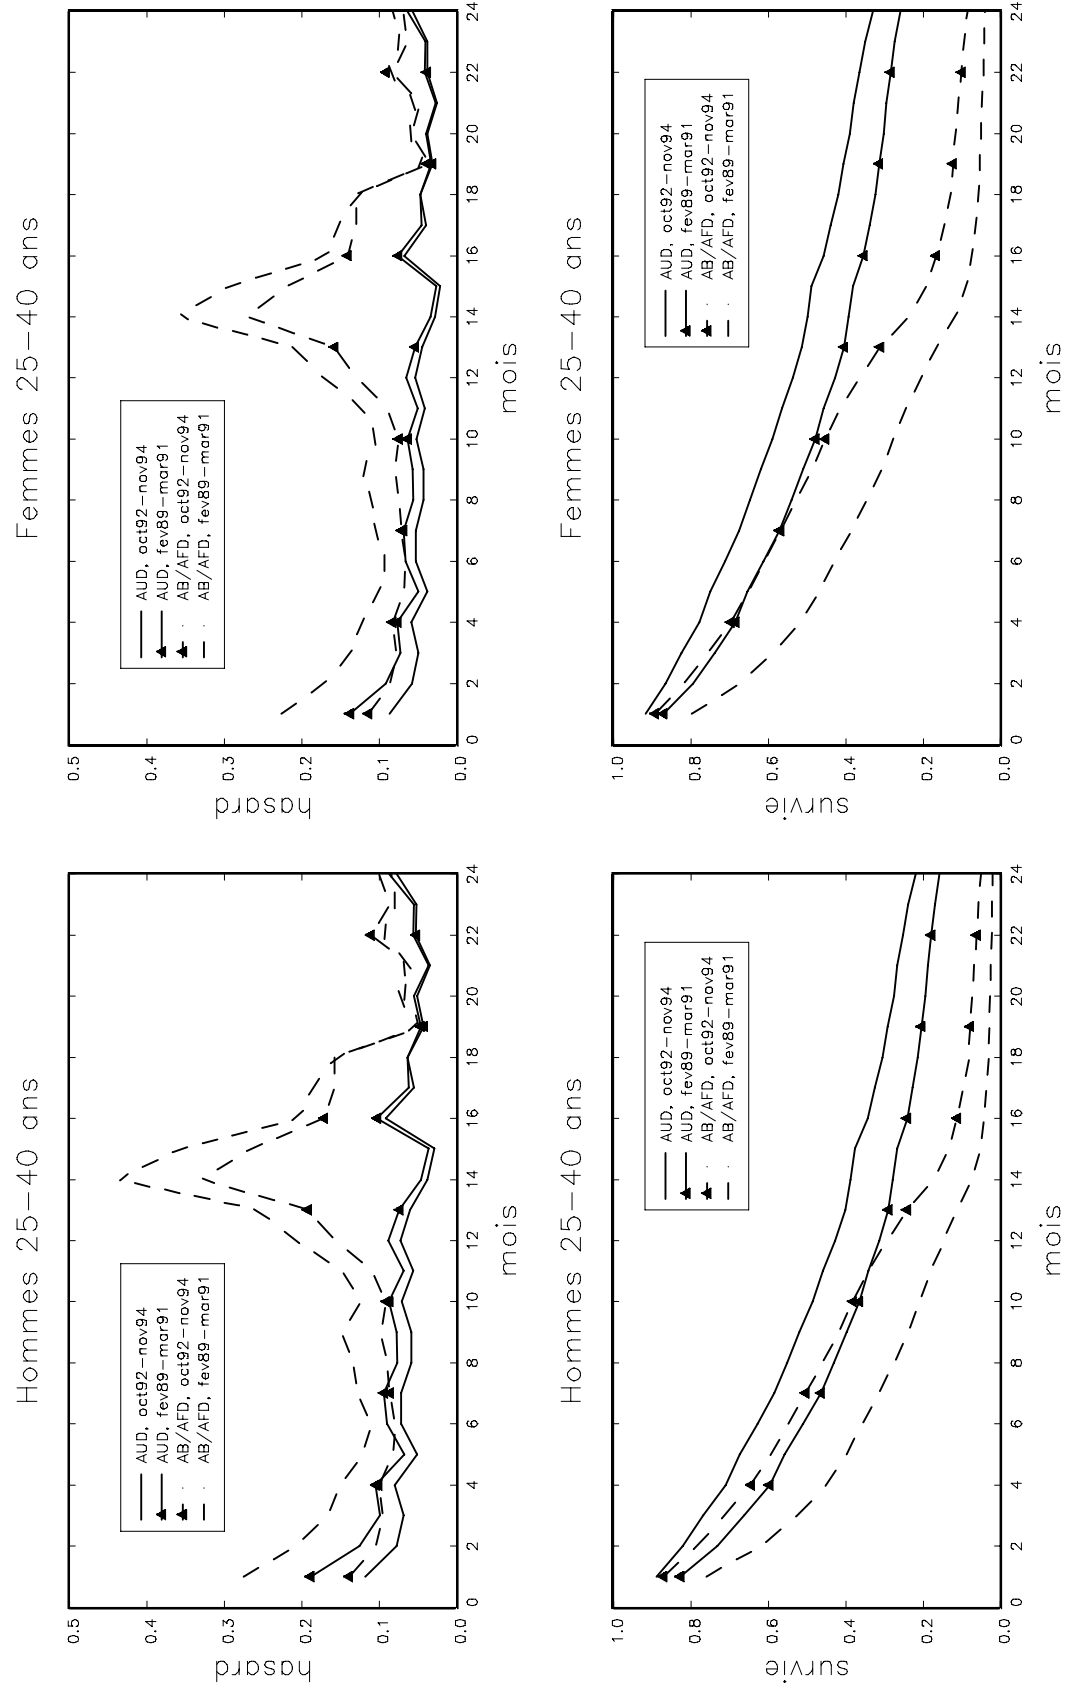 Hommes 25-40 ans
hasard
0.5
0.4
0.3
0.2
0.1
0.0
AUD, oct92-nov94
AUD, fev89-mar91
AB/AFD, oct92-nov94
AB/AFD, fev89-mar91
0 2 4 6 8 10 12 14 16 18 20 22 24
mois
Femmes 25-40 ans
hasard
0.5
0.4
0.3
0.2
0.1
0.0
AUD, oct92-nov94
AUD, fev89-mar91
AB/AFD, oct92-nov94
AB/AFD, fev89-mar91
0 2 4 6 8 10 12 14 16 18 20 22 24
mois
Hommes 25-40 ans
survie
1.0
0.8
0.6
0.4
0.2
0.0
AUD, oct92-nov94
AUD, fev89-mar91
AB/AFD, oct92-nov94
AB/AFD, fev89-mar91
0 2 4 6 8 10 12 14 16 18 20 22 24
mois
Femmes 25-40 ans
survie
1.0
0.8
0.6
0.4
0.2
0.0
AUD, oct92-nov94
AUD, fev89-mar91
AB/AFD, oct92-nov94
AB/AFD, fev89-mar91
0 2 4 6 8 10 12 14 16 18 20 22 24
mois